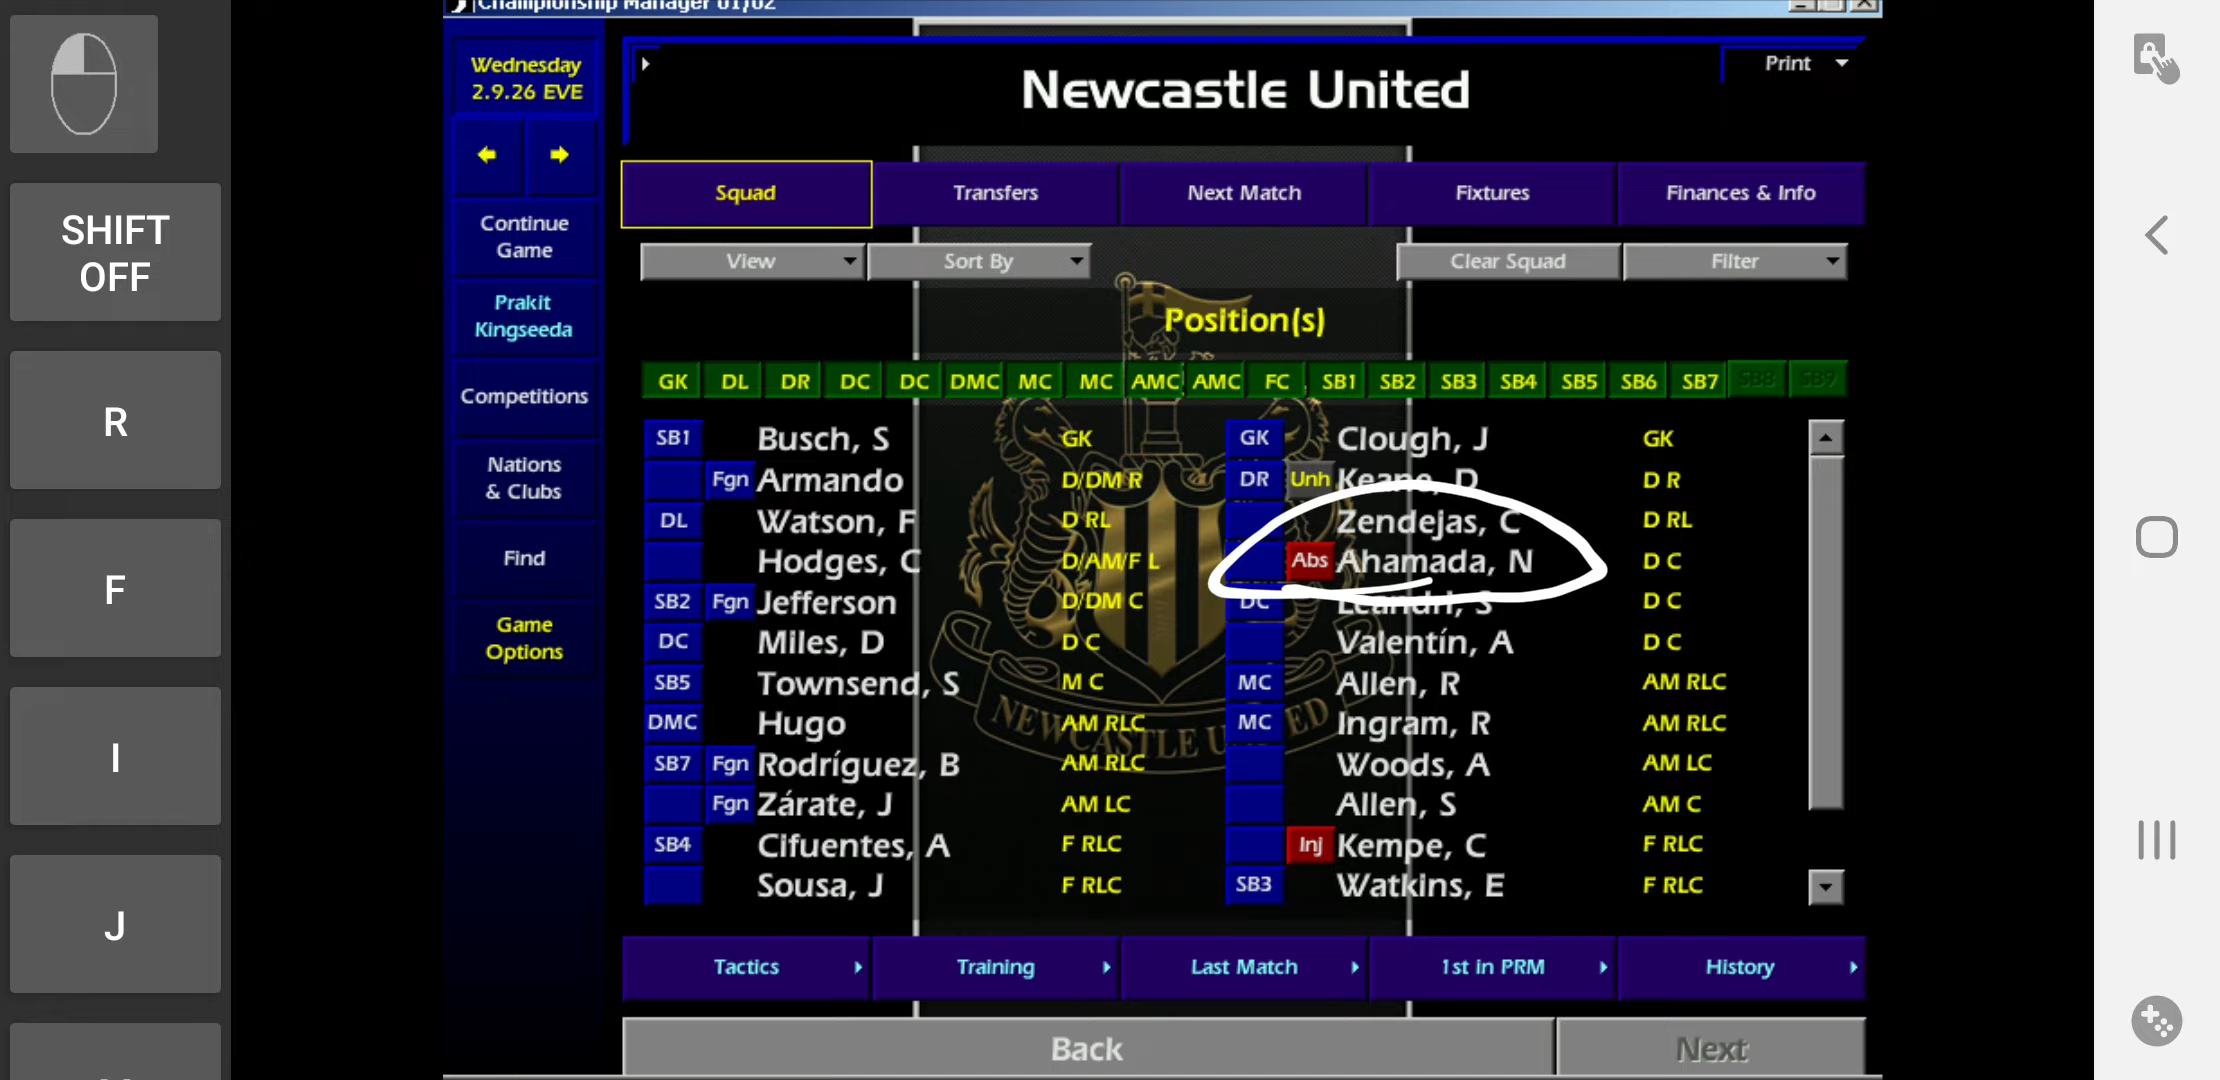 Championship Manager 01/02
Wednesday
2.9.26 EVE
Continue
Game
Prakit
Kingseeda
Competitions
Nations
& Clubs
Find
Game
Options
SHIFT
OFF
R
F
I
J
Newcastle United
Print
Squad Transfers Next Match Fixtures Finances & Info
View Sort By Clear Squad Filter
Position(s)
GK DL DR DC DC DMC MC MC AMC AMC FC SB1 SB2 SB3 SB4 SB5 SB6 SB7 SB8 SB9
SB1 Busch, S GK GK Clough, J GK
Fgn Armando D/DM R DR Unh Keane, D D R
DL Watson, F D RL Zendejas, C D RL
Hodges, C D/AM/F L Abs Ahamada, N D C
SB2 Fgn Jefferson D/DM C DC Leandri, S D C
DC Miles, D D C Valentín, A D C
SB5 Townsend, S M C MC Allen, R AM RLC
DMC Hugo AM RLC MC Ingram, R AM RLC
SB7 Fgn Rodríguez, B AM RLC Woods, A AM LC
Fgn Zárate, J AM LC Allen, S AM C
SB4 Cifuentes, A F RLC Inj Kempe, C F RLC
Sousa, J F RLC SB3 Watkins, E F RLC
NEWCASTLE UNITED
Tactics Training Last Match 1st in PRM History
Back Next